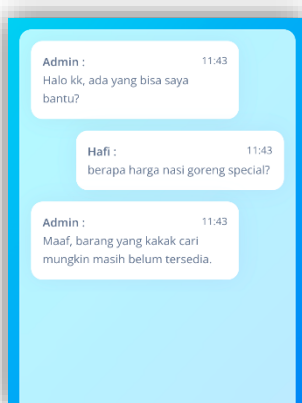 Admin : 11:43
Halo kk, ada yang bisa saya
bantu?
Hafi : 11:43
berapa harga nasi goreng special?
Admin : 11:43
Maaf, barang yang kakak cari
mungkin masih belum tersedia.